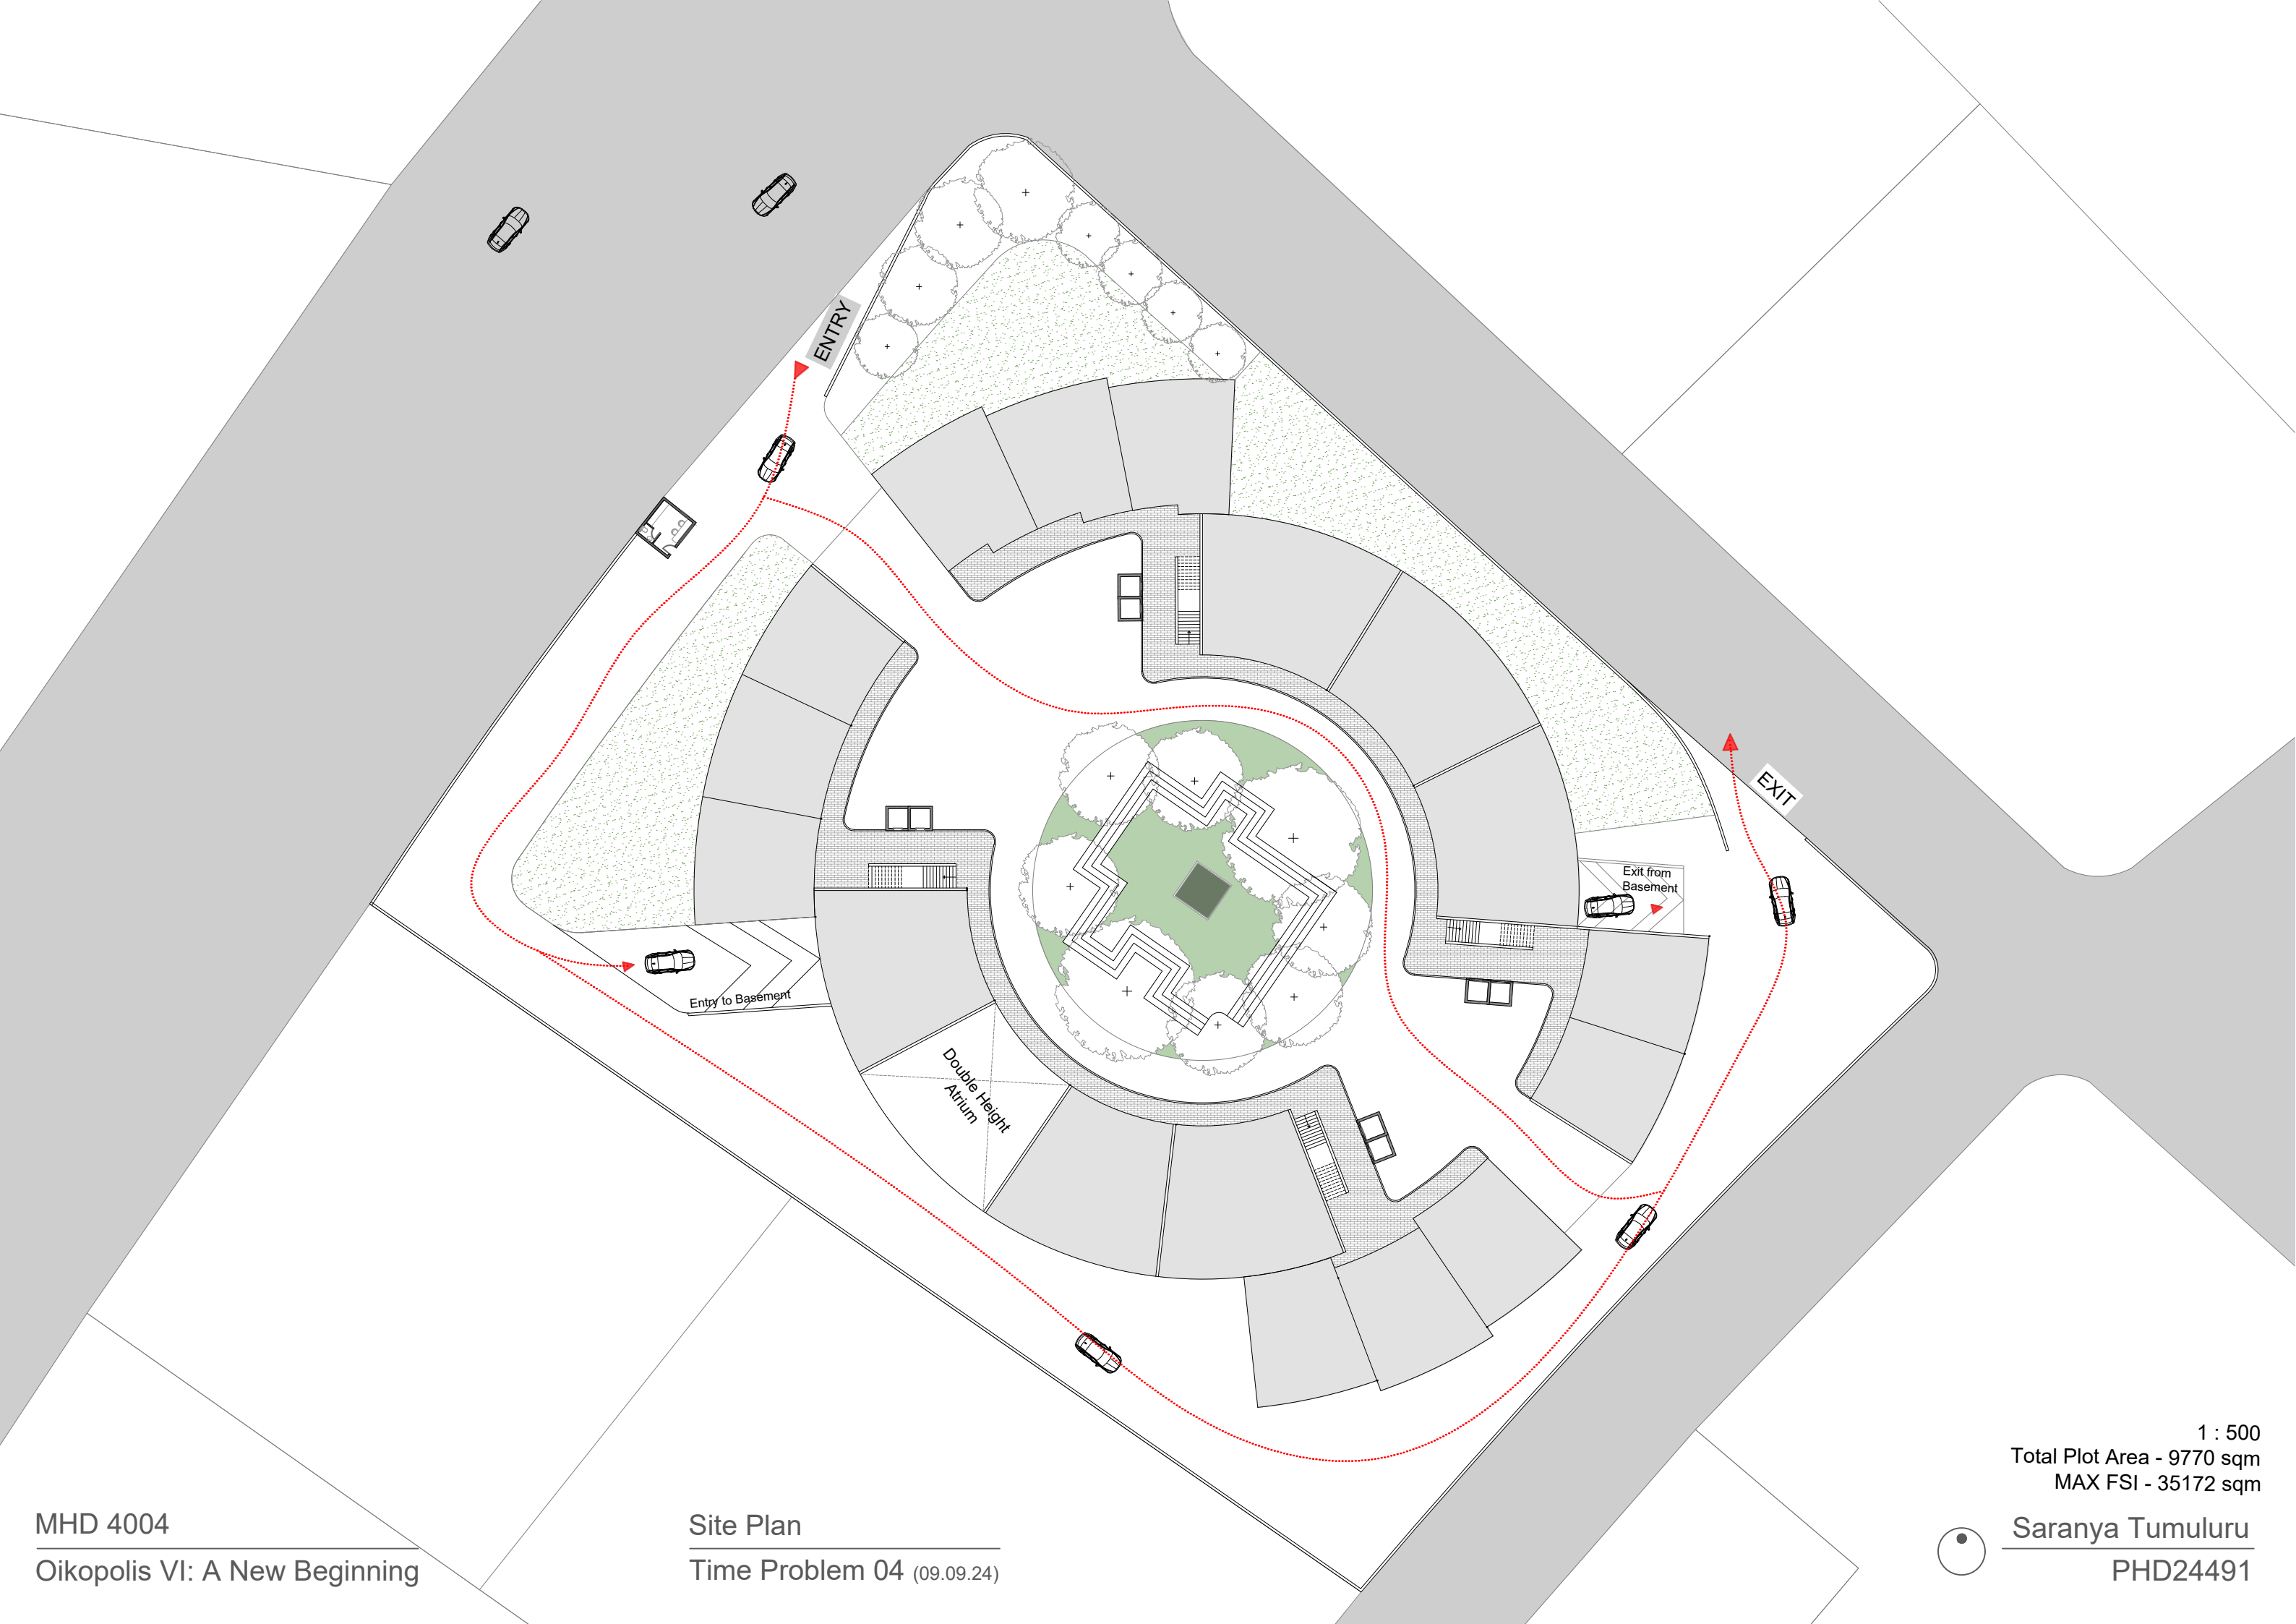 ENTRY
EXIT
Exit from
Basement
Entry to Basement
Double Height
Atrium
1 : 500
Total Plot Area - 9770 sqm
MAX FSI - 35172 sqm
MHD 4004
Oikopolis VI: A New Beginning
Site Plan
Time Problem 04 (09.09.24)
Saranya Tumuluru
PHD24491